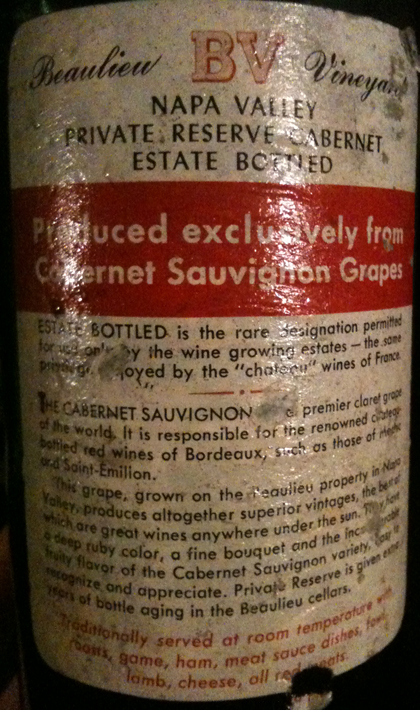 Beaulieu BV Vineyard
NAPA VALLEY
PRIVATE RESERVE CABERNET
ESTATE BOTTLED
Produced exclusively from
Cabernet Sauvignon Grapes
ESTATE BOTTLED is the rare designation permitted
for use only by the wine growing estates — the same
enjoyed by the "chateau" wines of France.
THE CABERNET SAUVIGNON premier claret grape
of the world. It is responsible for the renowned
bottled red wines of Bordeaux, such as those of
and Saint-Émilion.
This grape, grown on the Beaulieu property in Napa
Valley, produces altogether superior vintages, the best of
which are great wines anywhere under the sun. They have
a deep ruby color, a fine bouquet and the
fruity flavor of the Cabernet Sauvignon variety, easy to
recognize and appreciate. Private Reserve is given extra
years of bottle aging in the Beaulieu cellars.
Traditionally served at room temperature with
roasts, game, ham, meat sauce dishes,
lamb, cheese, all red meats.